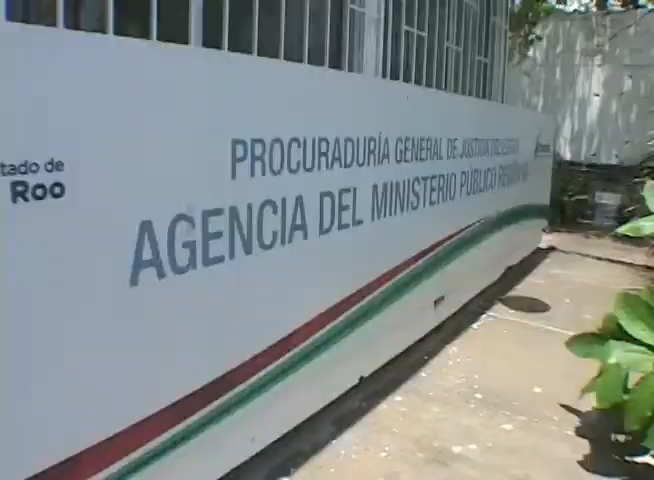 tado de
Roo
PROCURADURÍA GENERAL DE JUSTICIA DEL ESTADO
AGENCIA DEL MINISTERIO PÚBLICO